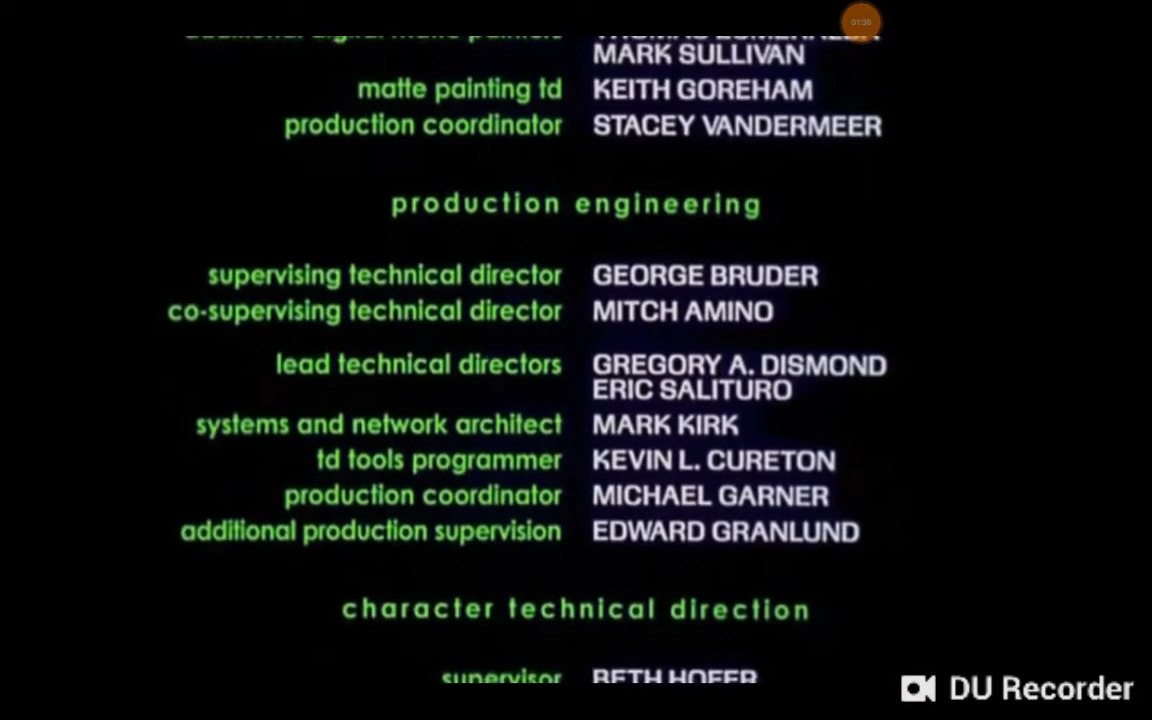 01:30
MARK SULLIVAN
matte painting td KEITH GOREHAM
production coordinator STACEY VANDERMEER
production engineering
supervising technical director GEORGE BRUDER
co-supervising technical director MITCH AMINO
lead technical directors GREGORY A. DISMOND
ERIC SALITURO
systems and network architect MARK KIRK
td tools programmer KEVIN L. CURETON
production coordinator MICHAEL GARNER
additional production supervision EDWARD GRANLUND
character technical direction
supervisor BETH HOFER
DU Recorder